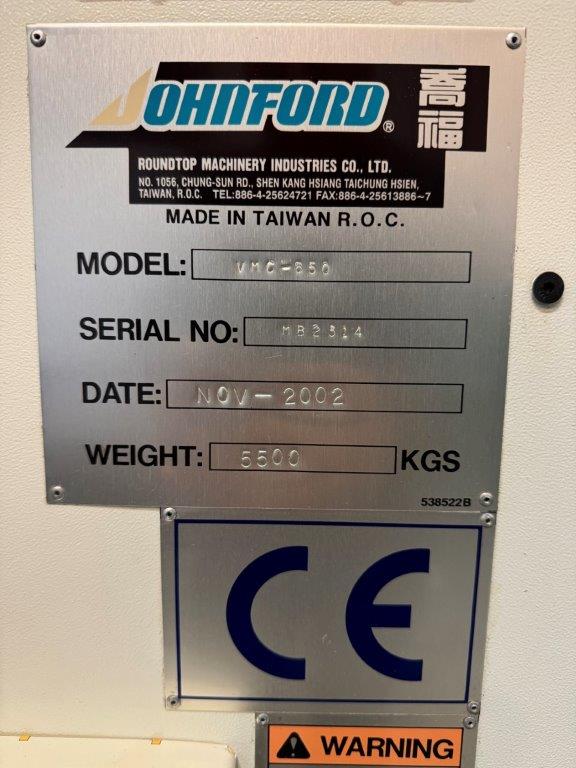 JOHNFORD® 喬福
ROUNDTOP MACHINERY INDUSTRIES CO., LTD.
NO. 1056, CHUNG-SUN RD., SHEN KANG HSIANG TAICHUNG HSIEN,
TAIWAN, R.O.C. TEL:886-4-25624721 FAX:886-4-25613886~7
MADE IN TAIWAN R.O.C.
MODEL: VMC-850
SERIAL NO: MB2314
DATE: NOV-2002
WEIGHT: 5500 KGS
538522B
CE
WARNING